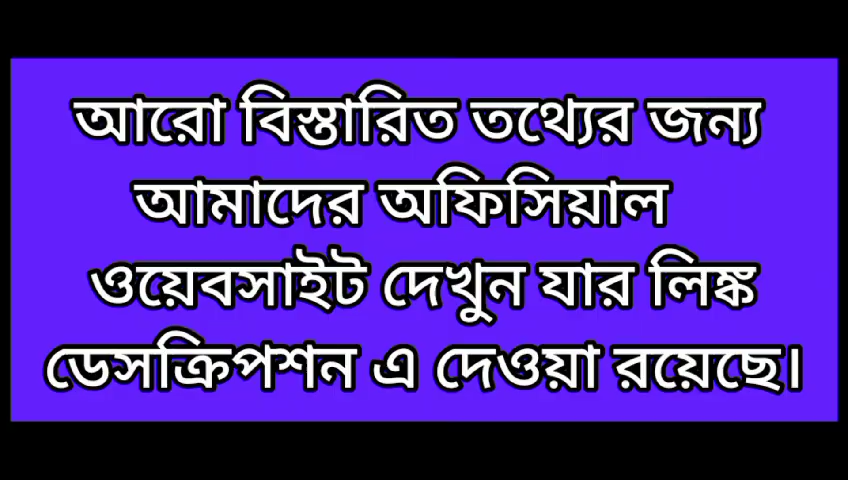 আরো বিস্তারিত তথ্যের জন্য
আমাদের অফিসিয়াল
ওয়েবসাইট দেখুন যার লিঙ্ক
ডেসক্রিপশন এ দেওয়া রয়েছে।